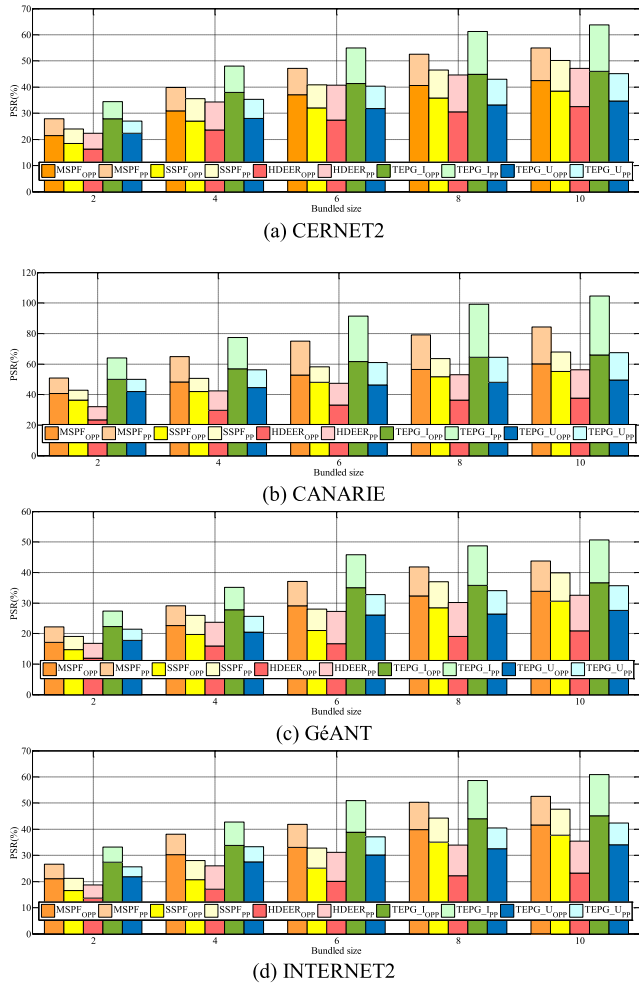 70
60
50
40
30
20
10
0
PSR(%)
MSPF_OPP MSPF_PP SSPF_OPP SSPF_PP HDEER_OPP HDEER_PP TEPG_I_OPP TEPG_I_PP TEPG_U_OPP TEPG_U_PP
2 4 6 8 10
Bundled size
(a) CERNET2
120
100
80
60
40
20
0
PSR(%)
MSPF_OPP MSPF_PP SSPF_OPP SSPF_PP HDEER_OPP HDEER_PP TEPG_I_OPP TEPG_I_PP TEPG_U_OPP TEPG_U_PP
2 4 6 8 10
Bundled size
(b) CANARIE
60
50
40
30
20
10
0
PSR(%)
MSPF_OPP MSPF_PP SSPF_OPP SSPF_PP HDEER_OPP HDEER_PP TEPG_I_OPP TEPG_I_PP TEPG_U_OPP TEPG_U_PP
2 4 6 8 10
Bundled size
(c) GéANT
70
60
50
40
30
20
10
0
PSR(%)
MSPF_OPP MSPF_PP SSPF_OPP SSPF_PP HDEER_OPP HDEER_PP TEPG_I_OPP TEPG_I_PP TEPG_U_OPP TEPG_U_PP
2 4 6 8 10
Bundled size
(d) INTERNET2